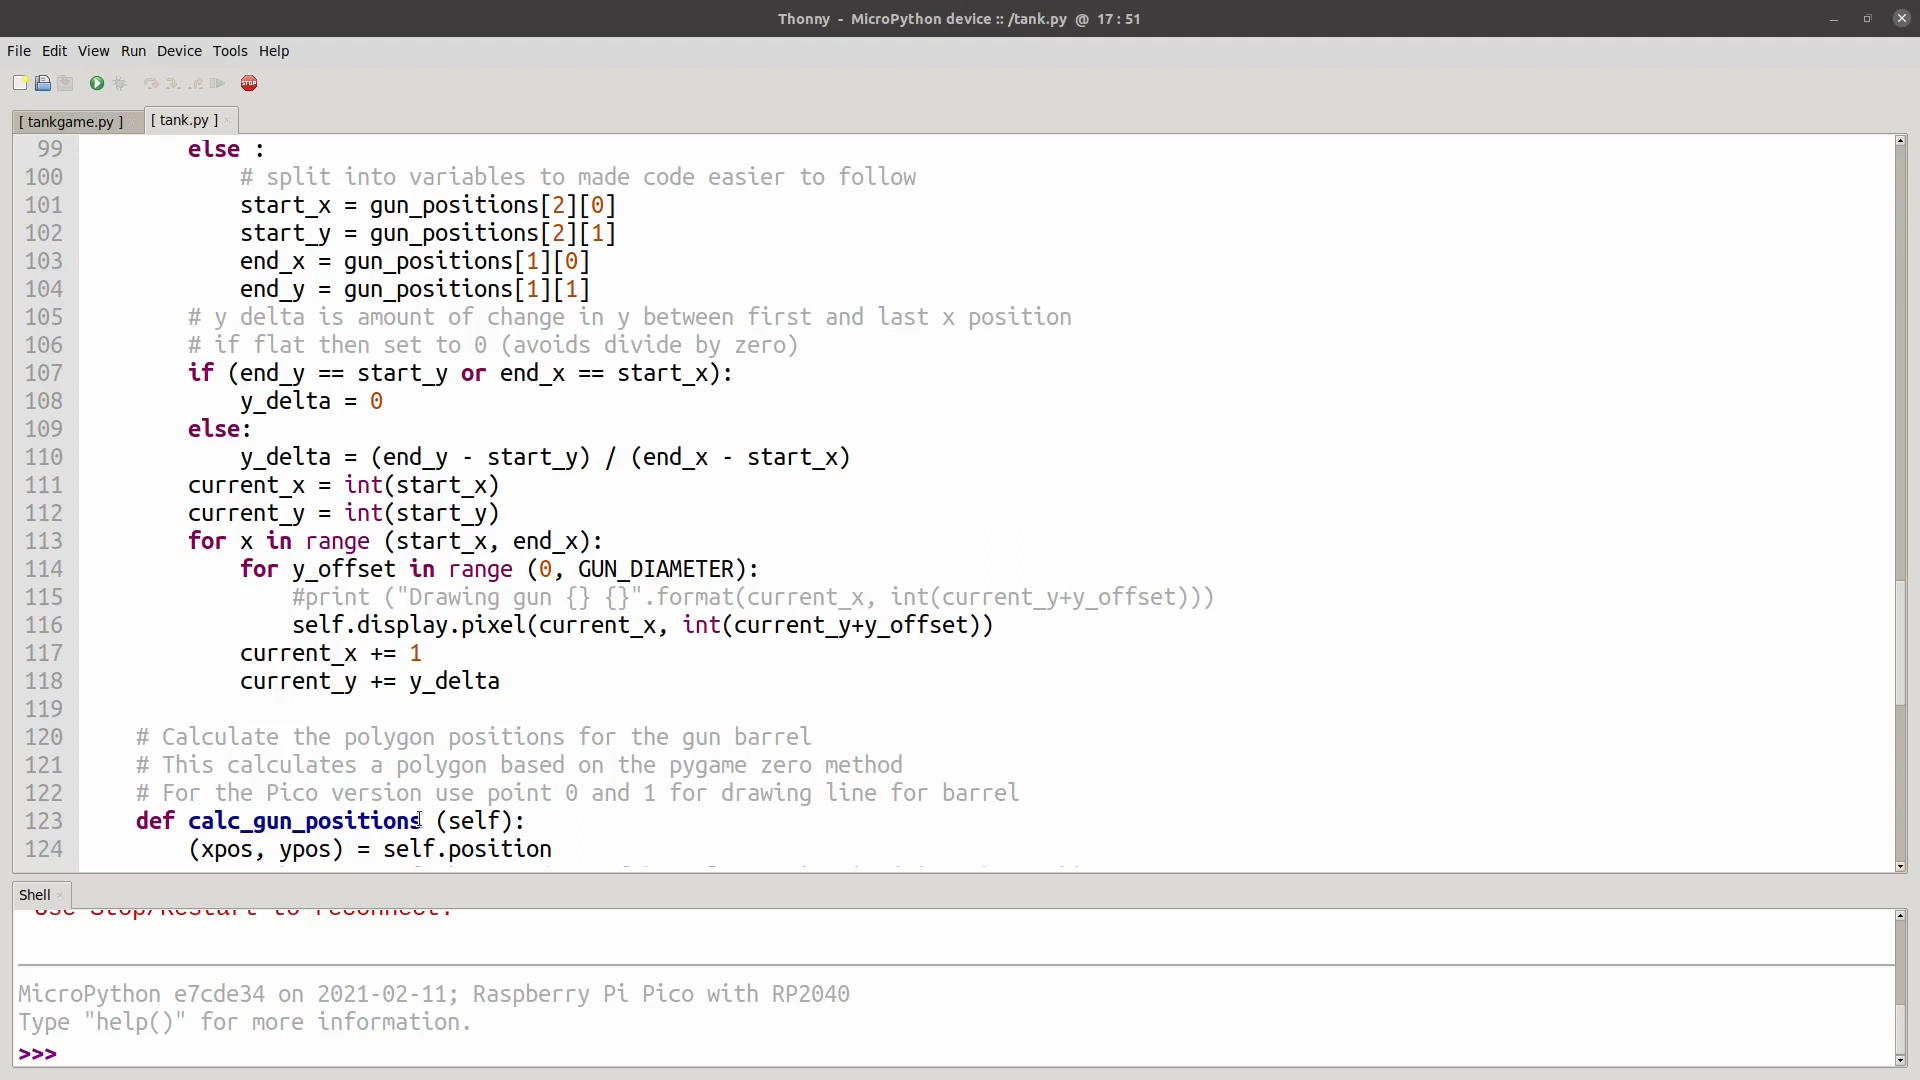 Thonny - MicroPython device :: /tank.py @ 17 : 51
File Edit View Run Device Tools Help
STOP
[ tankgame.py ] [ tank.py ]
99 else :
100 # split into variables to made code easier to follow
101 start_x = gun_positions[2][0]
102 start_y = gun_positions[2][1]
103 end_x = gun_positions[1][0]
104 end_y = gun_positions[1][1]
105 # y delta is amount of change in y between first and last x position
106 # if flat then set to 0 (avoids divide by zero)
107 if (end_y == start_y or end_x == start_x):
108 y_delta = 0
109 else:
110 y_delta = (end_y - start_y) / (end_x - start_x)
111 current_x = int(start_x)
112 current_y = int(start_y)
113 for x in range (start_x, end_x):
114 for y_offset in range (0, GUN_DIAMETER):
115 #print ("Drawing gun {} {}".format(current_x, int(current_y+y_offset)))
116 self.display.pixel(current_x, int(current_y+y_offset))
117 current_x += 1
118 current_y += y_delta
119
120 # Calculate the polygon positions for the gun barrel
121 # This calculates a polygon based on the pygame zero method
122 # For the Pico version use point 0 and 1 for drawing line for barrel
123 def calc_gun_positions (self):
124 (xpos, ypos) = self.position
Shell
Use Stop/Restart to reconnect.
MicroPython e7cde34 on 2021-02-11; Raspberry Pi Pico with RP2040
Type "help()" for more information.
>>>